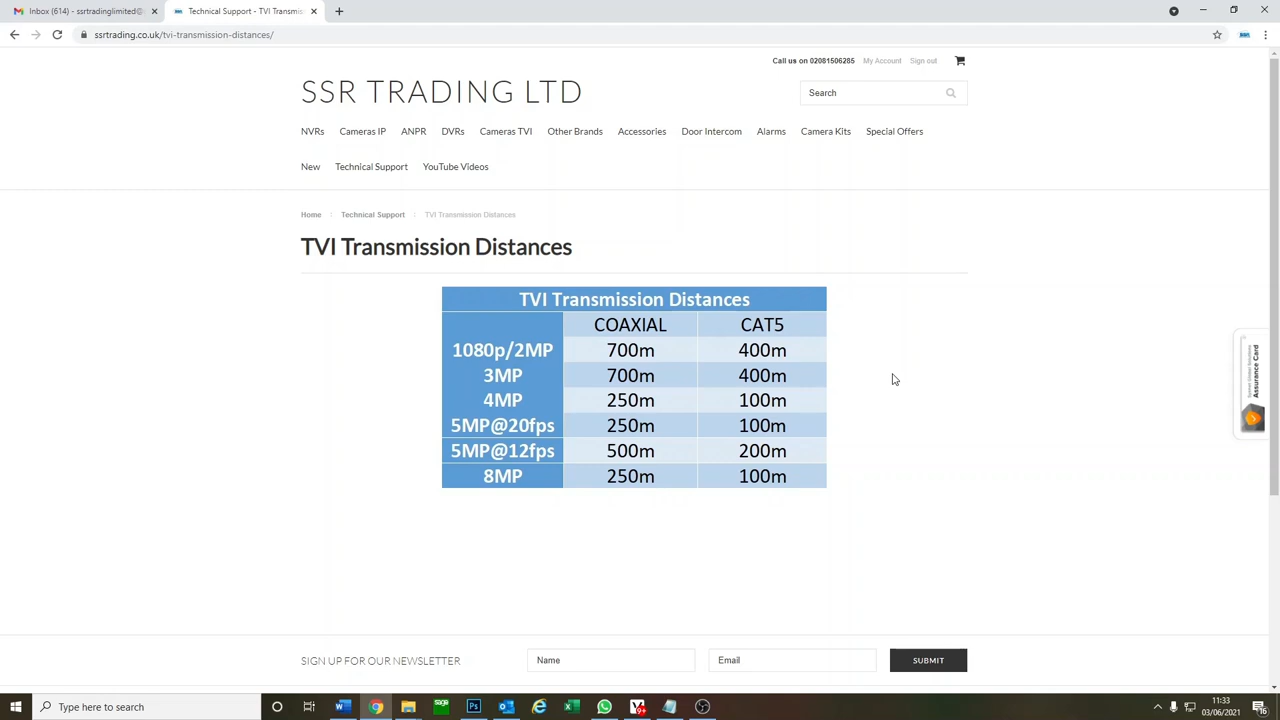 Inbox (614) - ssrtradinglimited@
Technical Support - TVI Transmis
ssrtrading.co.uk/tvi-transmission-distances/
Call us on 02081506285 My Account Sign out
SSR TRADING LTD
Search
NVRs Cameras IP ANPR DVRs Cameras TVI Other Brands Accessories Door Intercom Alarms Camera Kits Special Offers
New Technical Support YouTube Videos
Home Technical Support TVI Transmission Distances
TVI Transmission Distances
TVI Transmission Distances
COAXIAL CAT5
1080p/2MP 700m 400m
3MP 700m 400m
4MP 250m 100m
5MP@20fps 250m 100m
5MP@12fps 500m 200m
8MP 250m 100m
Assurance Card
SIGN UP FOR OUR NEWSLETTER Name Email SUBMIT
Type here to search
sage
11:33
03/06/2021